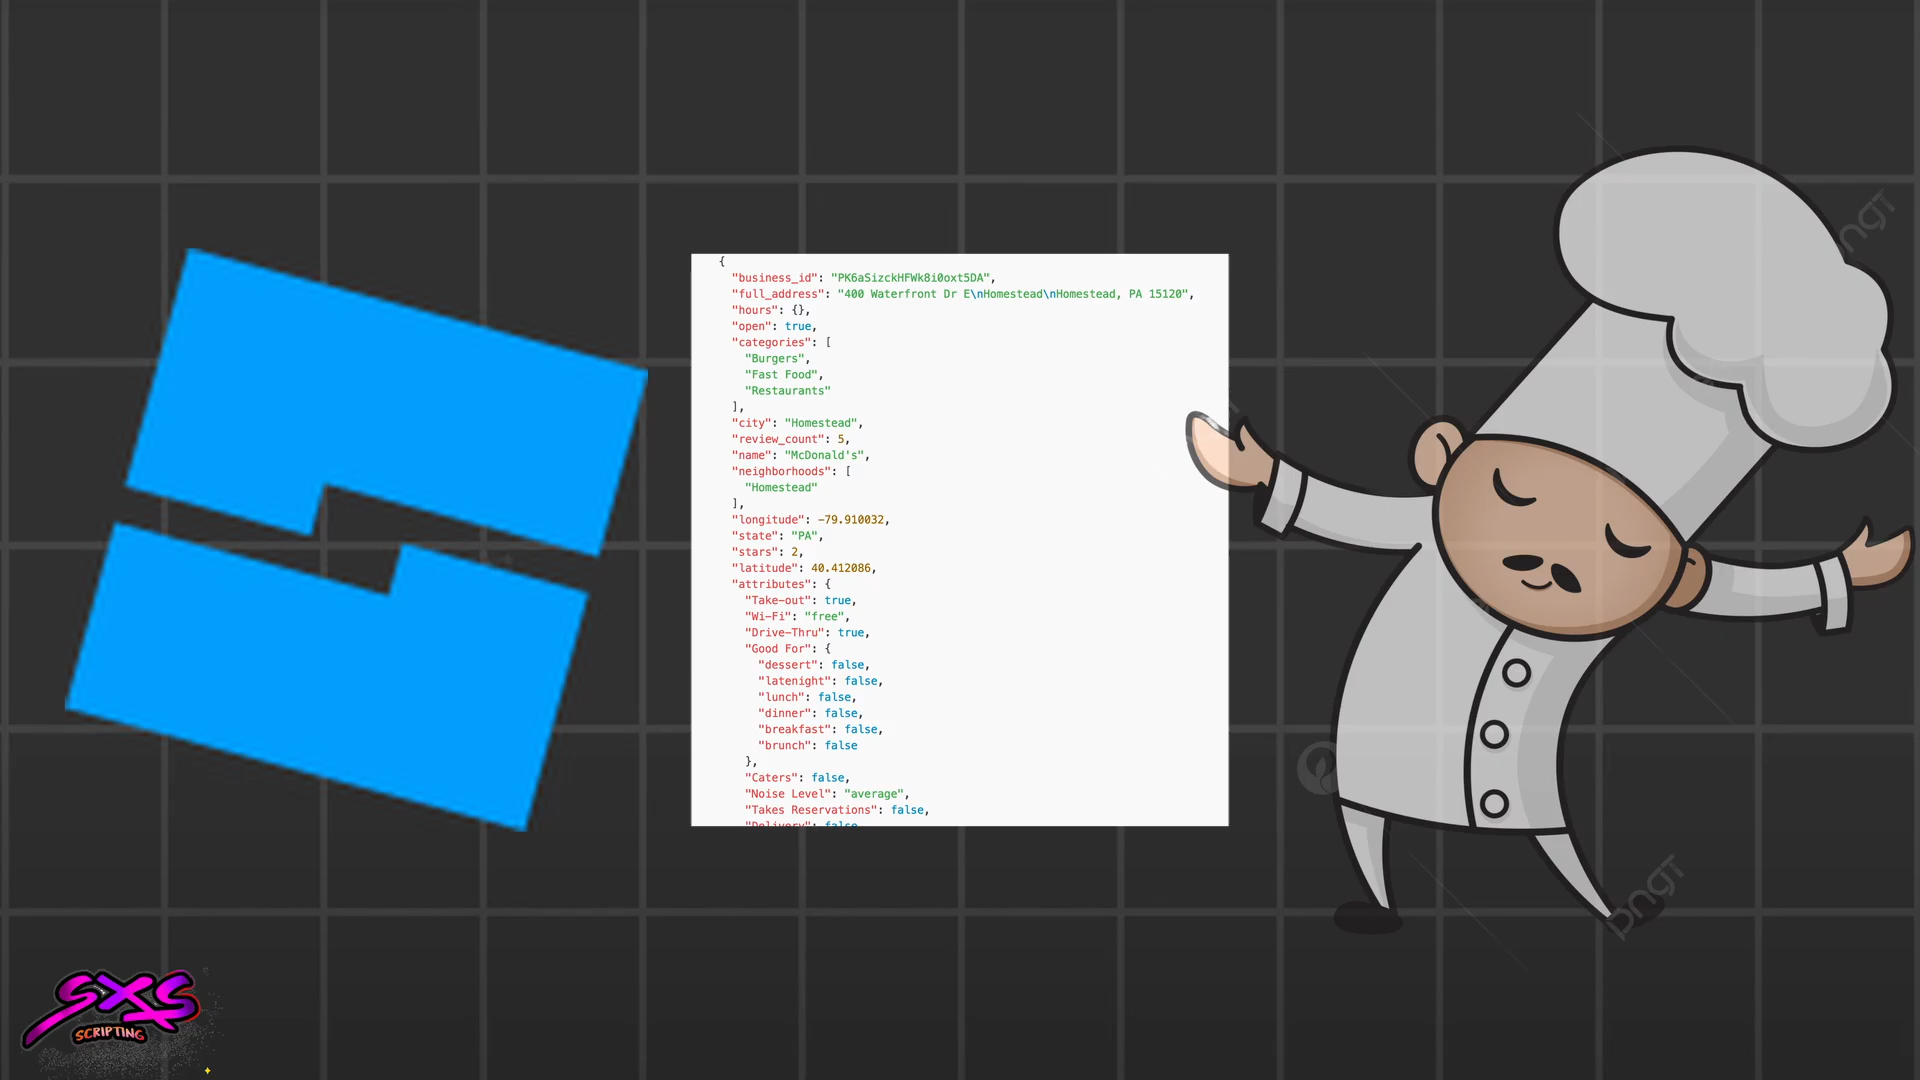 {
"business_id": "PK6aSizckHFWk8i0oxt5DA",
"full_address": "400 Waterfront Dr E\nHomestead\nHomestead, PA 15120",
"hours": {},
"open": true,
"categories": [
"Burgers",
"Fast Food",
"Restaurants"
],
"city": "Homestead",
"review_count": 5,
"name": "McDonald's",
"neighborhoods": [
"Homestead"
],
"longitude": -79.910032,
"state": "PA",
"stars": 2,
"latitude": 40.412086,
"attributes": {
"Take-out": true,
"Wi-Fi": "free",
"Drive-Thru": true,
"Good For": {
"dessert": false,
"latenight": false,
"lunch": false,
"dinner": false,
"breakfast": false,
"brunch": false
},
"Caters": false,
"Noise Level": "average",
"Takes Reservations": false,
"Delivery": false
SXS
SCRIPTING
pngt